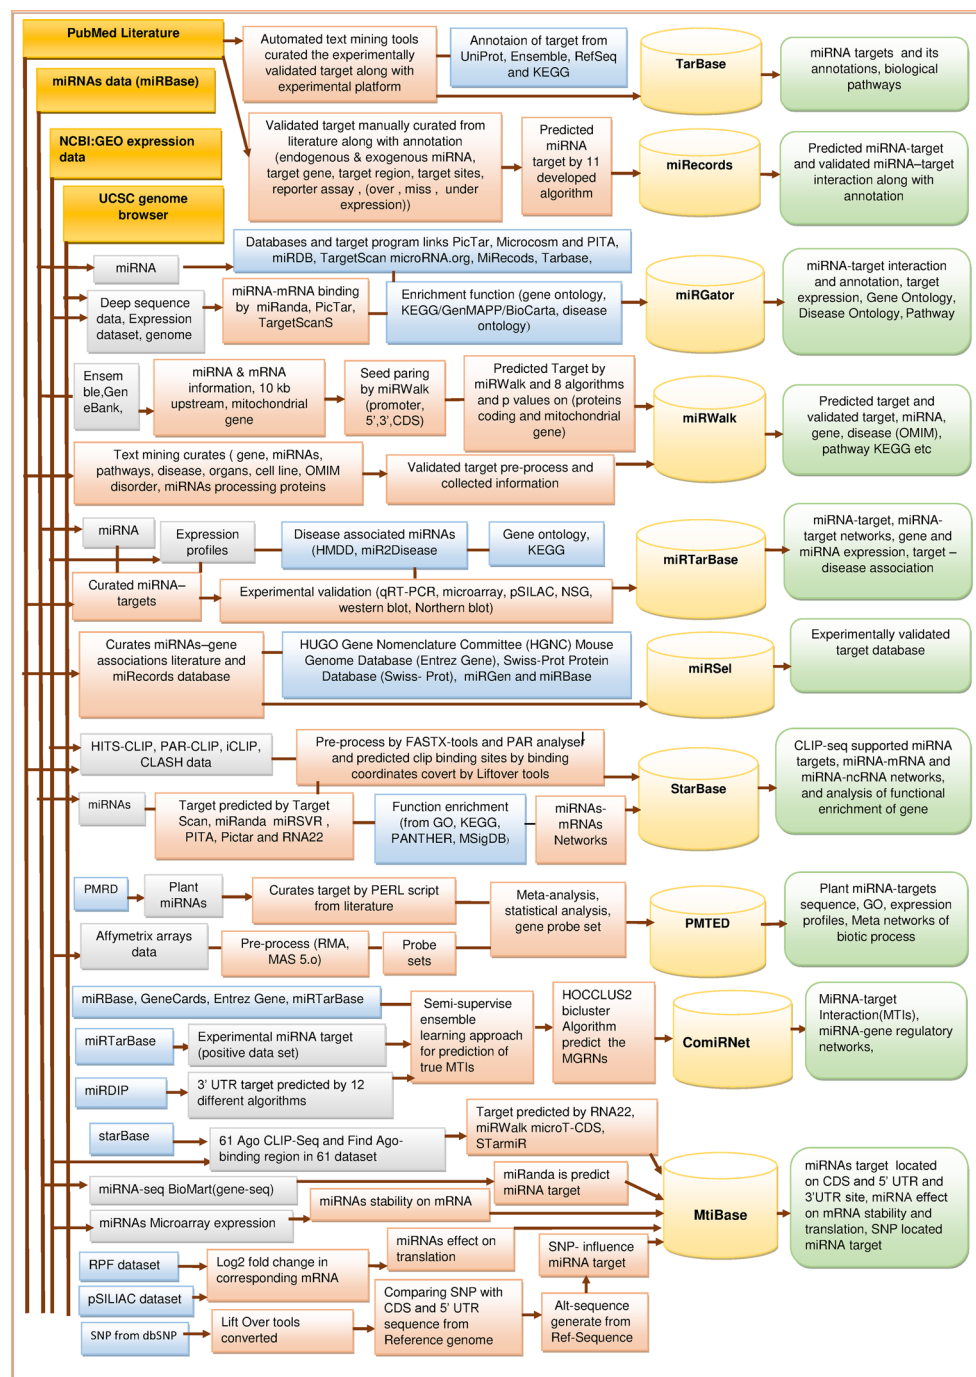 PubMed Literature
miRNAs data (miRBase)
NCBI:GEO expression
data
UCSC genome
browser
Automated text mining tools
curated the experimentally
validated target along with
experimental platform
Annotaion of target from
UniProt, Ensemble, RefSeq
and KEGG
TarBase
miRNA targets and its
annotations, biological
pathways
Validated target manually curated from
literature along with annotation
(endogenous & exogenous miRNA,
target gene, target region, target sites,
reporter assay , (over , miss , under
expression))
Predicted
miRNA
target by 11
developed
algorithm
miRecords
Predicted miRNA-target
and validated miRNA–target
interaction along with
annotation
miRNA
Databases and target program links PicTar, Microcosm and PITA,
miRDB, TargetScan microRNA.org, MiRecods, Tarbase,
Deep sequence
data, Expression
dataset, genome
miRNA-mRNA binding
by miRanda, PicTar,
TargetScanS
Enrichment function (gene ontology,
KEGG/GenMAPP/BioCarta,
disease ontology)
miRGator
miRNA-target interaction
and annotation, target
expression, Gene Ontology,
Disease Ontology, Pathway
Ensem
ble,Gen
eBank,
miRNA & mRNA
information, 10 kb
upstream, mitochondrial
gene
Seed paring
by miRWalk
(promoter,
5',3',CDS)
Predicted Target by
miRWalk and 8 algorithms
and p values on (proteins
coding and mitochondrial
gene)
miRWalk
Predicted target and
validated target, miRNA,
gene, disease (OMIM),
pathway KEGG etc
Text mining curates ( gene, miRNAs,
pathways, disease, organs, cell line, OMIM
disorder, miRNAs processing proteins
Validated target pre-process and
collected information
miRNA
Expression
profiles
Disease associated miRNAs
(HMDD, miR2Disease
Gene ontology,
KEGG
Curated miRNA–
targets
Experimental validation (qRT-PCR, microarray, pSILAC, NSG,
western blot, Northern blot)
miRTarBase
miRNA-target, miRNA-
target networks, gene and
miRNA expression, target –
disease association
Curates miRNAs–gene
associations literature and
miRecords database
HUGO Gene Nomenclature Committee (HGNC) Mouse
Genome Database (Entrez Gene), Swiss-Prot Protein
Database (Swiss- Prot), miRGen and miRBase
miRSel
Experimentally validated
target database
HITS-CLIP, PAR-CLIP, iCLIP,
CLASH data
Pre-process by FASTX-tools and PAR analyser
and predicted clip binding sites by binding
coordinates covert by Liftover tools
miRNAs
Target predicted by Target
Scan, miRanda miRSVR ,
PITA, Pictar and RNA22
Function enrichment
(from GO, KEGG,
PANTHER, MSigDB)
miRNAs-
mRNAs
Networks
StarBase
CLIP-seq supported miRNA
targets, miRNA-mRNA and
miRNA-ncRNA networks,
and analysis of functional
enrichment of gene
PMRD
Plant
miRNAs
Curates target by PERL script
from literature
Meta-analysis,
statistical analysis,
gene probe set
Affymetrix arrays
data
Pre-process (RMA,
MAS 5.o)
Probe
sets
PMTED
Plant miRNA-targets
sequence, GO, expression
profiles, Meta networks of
biotic process
miRBase, GeneCards, Entrez Gene, miRTarBase
miRTarBase
Experimental miRNA target
(positive data set)
miRDIP
3' UTR target predicted by 12
different algorithms
Semi-supervise
ensemble
learning approach
for prediction of
true MTIs
HOCCLUS2
bicluster
Algorithm
predict the
MGRNs
ComiRNet
MiRNA-target
Interaction(MTIs),
miRNA-gene regulatory
networks,
starBase
61 Ago CLIP-Seq and Find Ago-
binding region in 61 dataset
Target predicted by RNA22,
miRWalk microT-CDS,
STarmiR
miRNA-seq BioMart(gene-seq)
miRanda is predict
miRNA target
miRNAs Microarray expression
miRNAs stability on mRNA
MtiBase
miRNAs target located
on CDS and 5' UTR and
3'UTR site, miRNA effect
on mRNA stability and
translation, SNP located
miRNA target
RPF dataset
pSILIAC dataset
Log2 fold change in
corresponding mRNA
miRNAs effect on
translation
SNP- influence
miRNA target
SNP from dbSNP
Lift Over tools
converted
Comparing SNP with
CDS and 5' UTR
sequence from
Reference genome
Alt-sequence
generate from
Ref-Sequence